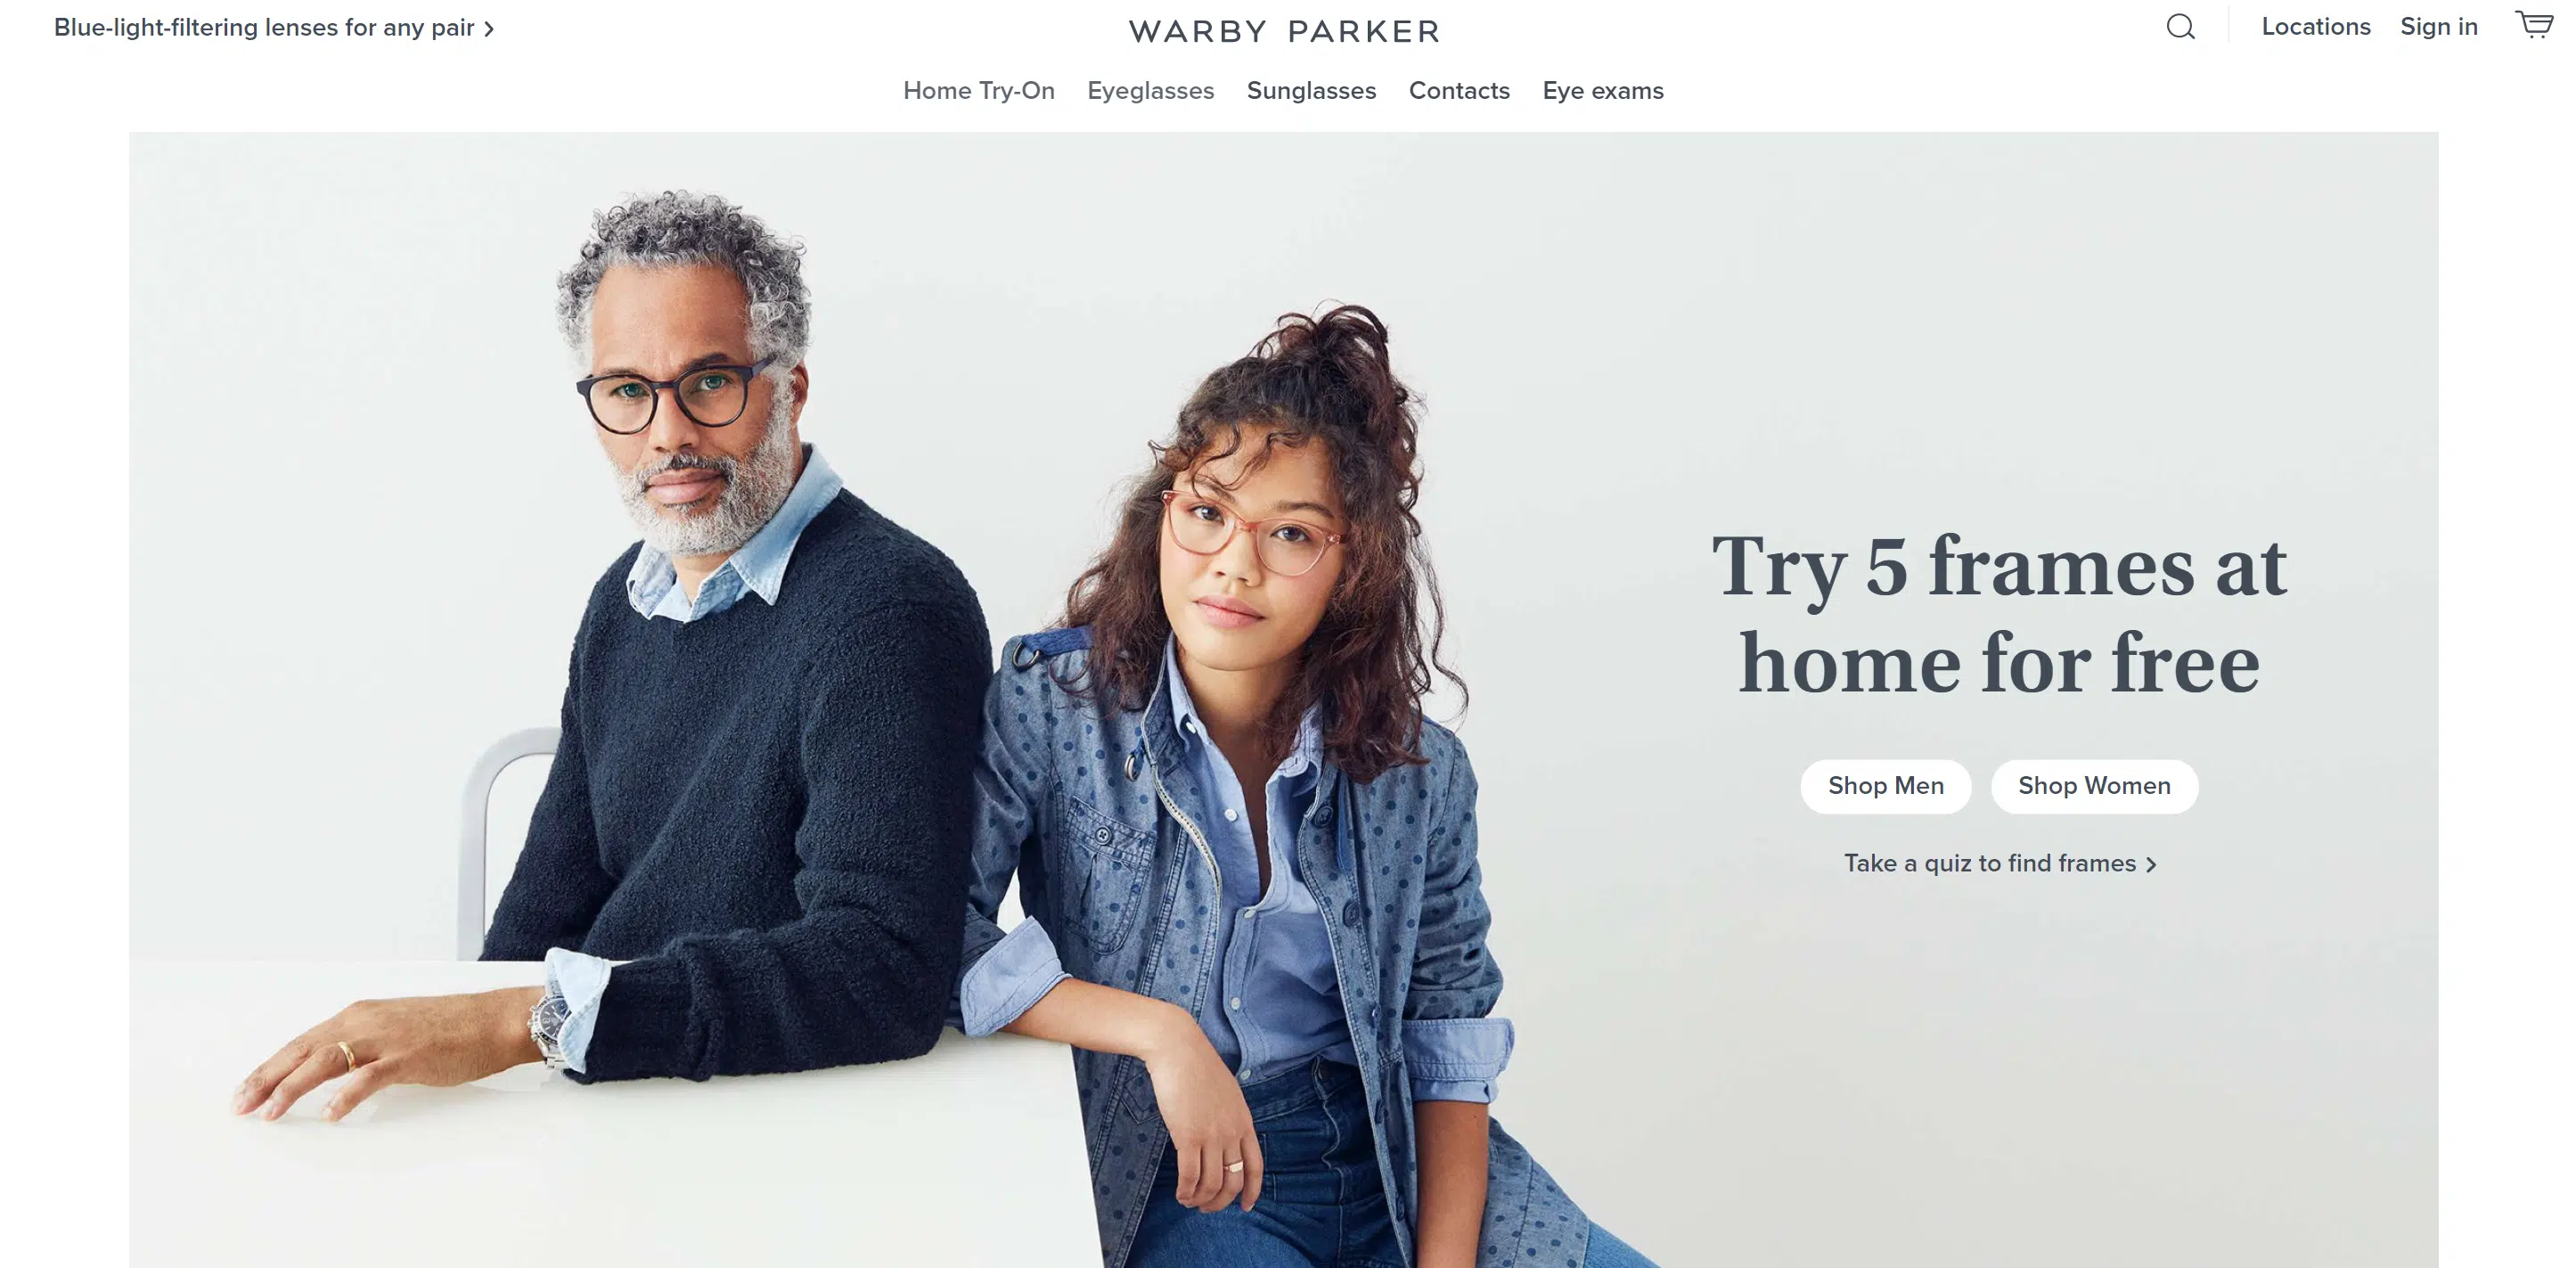 Blue-light-filtering lenses for any pair
WARBY PARKER
Locations
Sign in
Home Try-On
Eyeglasses
Sunglasses
Contacts
Eye exams
Try 5 frames at
home for free
Shop Men
Shop Women
Take a quiz to find frames